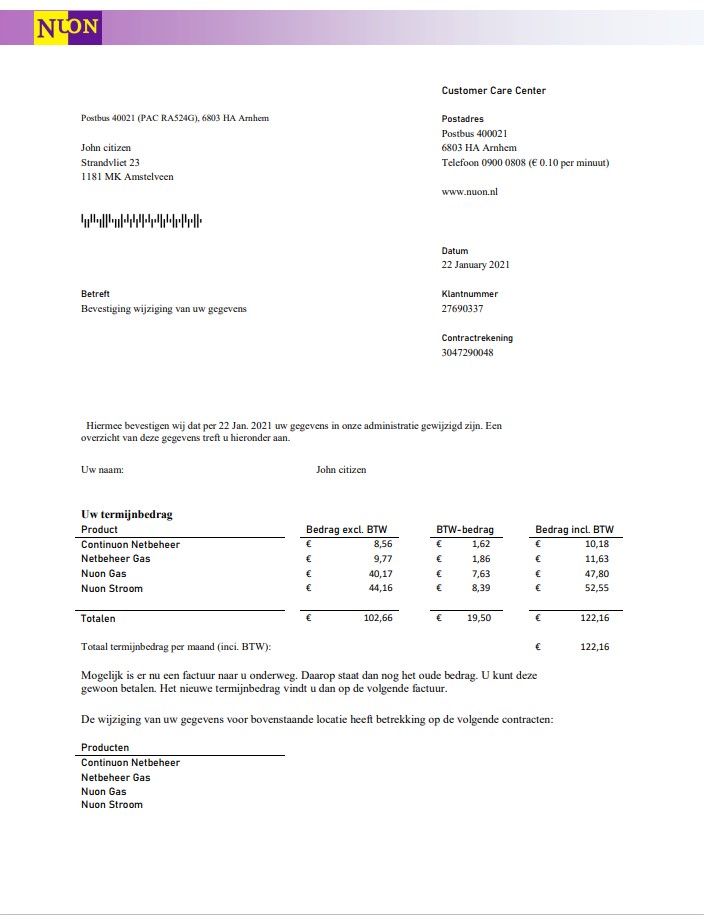 NUON
Customer Care Center
Postbus 40021 (PAC RA524G), 6803 HA Arnhem
Postadres
Postbus 400021
John citizen
6803 HA Arnhem
Strandvliet 23
Telefoon 0900 0808 (€ 0.10 per minuut)
1181 MK Amstelveen
www.nuon.nl
Datum
22 January 2021
Betreft
Klantnummer
Bevestiging wijziging van uw gegevens
27690337
Contractrekening
3047290048
Hiermee bevestigen wij dat per 22 Jan. 2021 uw gegevens in onze administratie gewijzigd zijn. Een
overzicht van deze gegevens treft u hieronder aan.
Uw naam: John citizen
Uw termijnbedrag
Product Bedrag excl. BTW BTW-bedrag Bedrag incl. BTW
Continuon Netbeheer € 8,56 € 1,62 € 10,18
Netbeheer Gas € 9,77 € 1,86 € 11,63
Nuon Gas € 40,17 € 7,63 € 47,80
Nuon Stroom € 44,16 € 8,39 € 52,55
Totalen € 102,66 € 19,50 € 122,16
Totaal termijnbedrag per maand (inci. BTW): € 122,16
Mogelijk is er nu een factuur naar u onderweg. Daarop staat dan nog het oude bedrag. U kunt deze
gewoon betalen. Het nieuwe termijnbedrag vindt u dan op de volgende factuur.
De wijziging van uw gegevens voor bovenstaande locatie heeft betrekking op de volgende contracten:
Producten
Continuon Netbeheer
Netbeheer Gas
Nuon Gas
Nuon Stroom